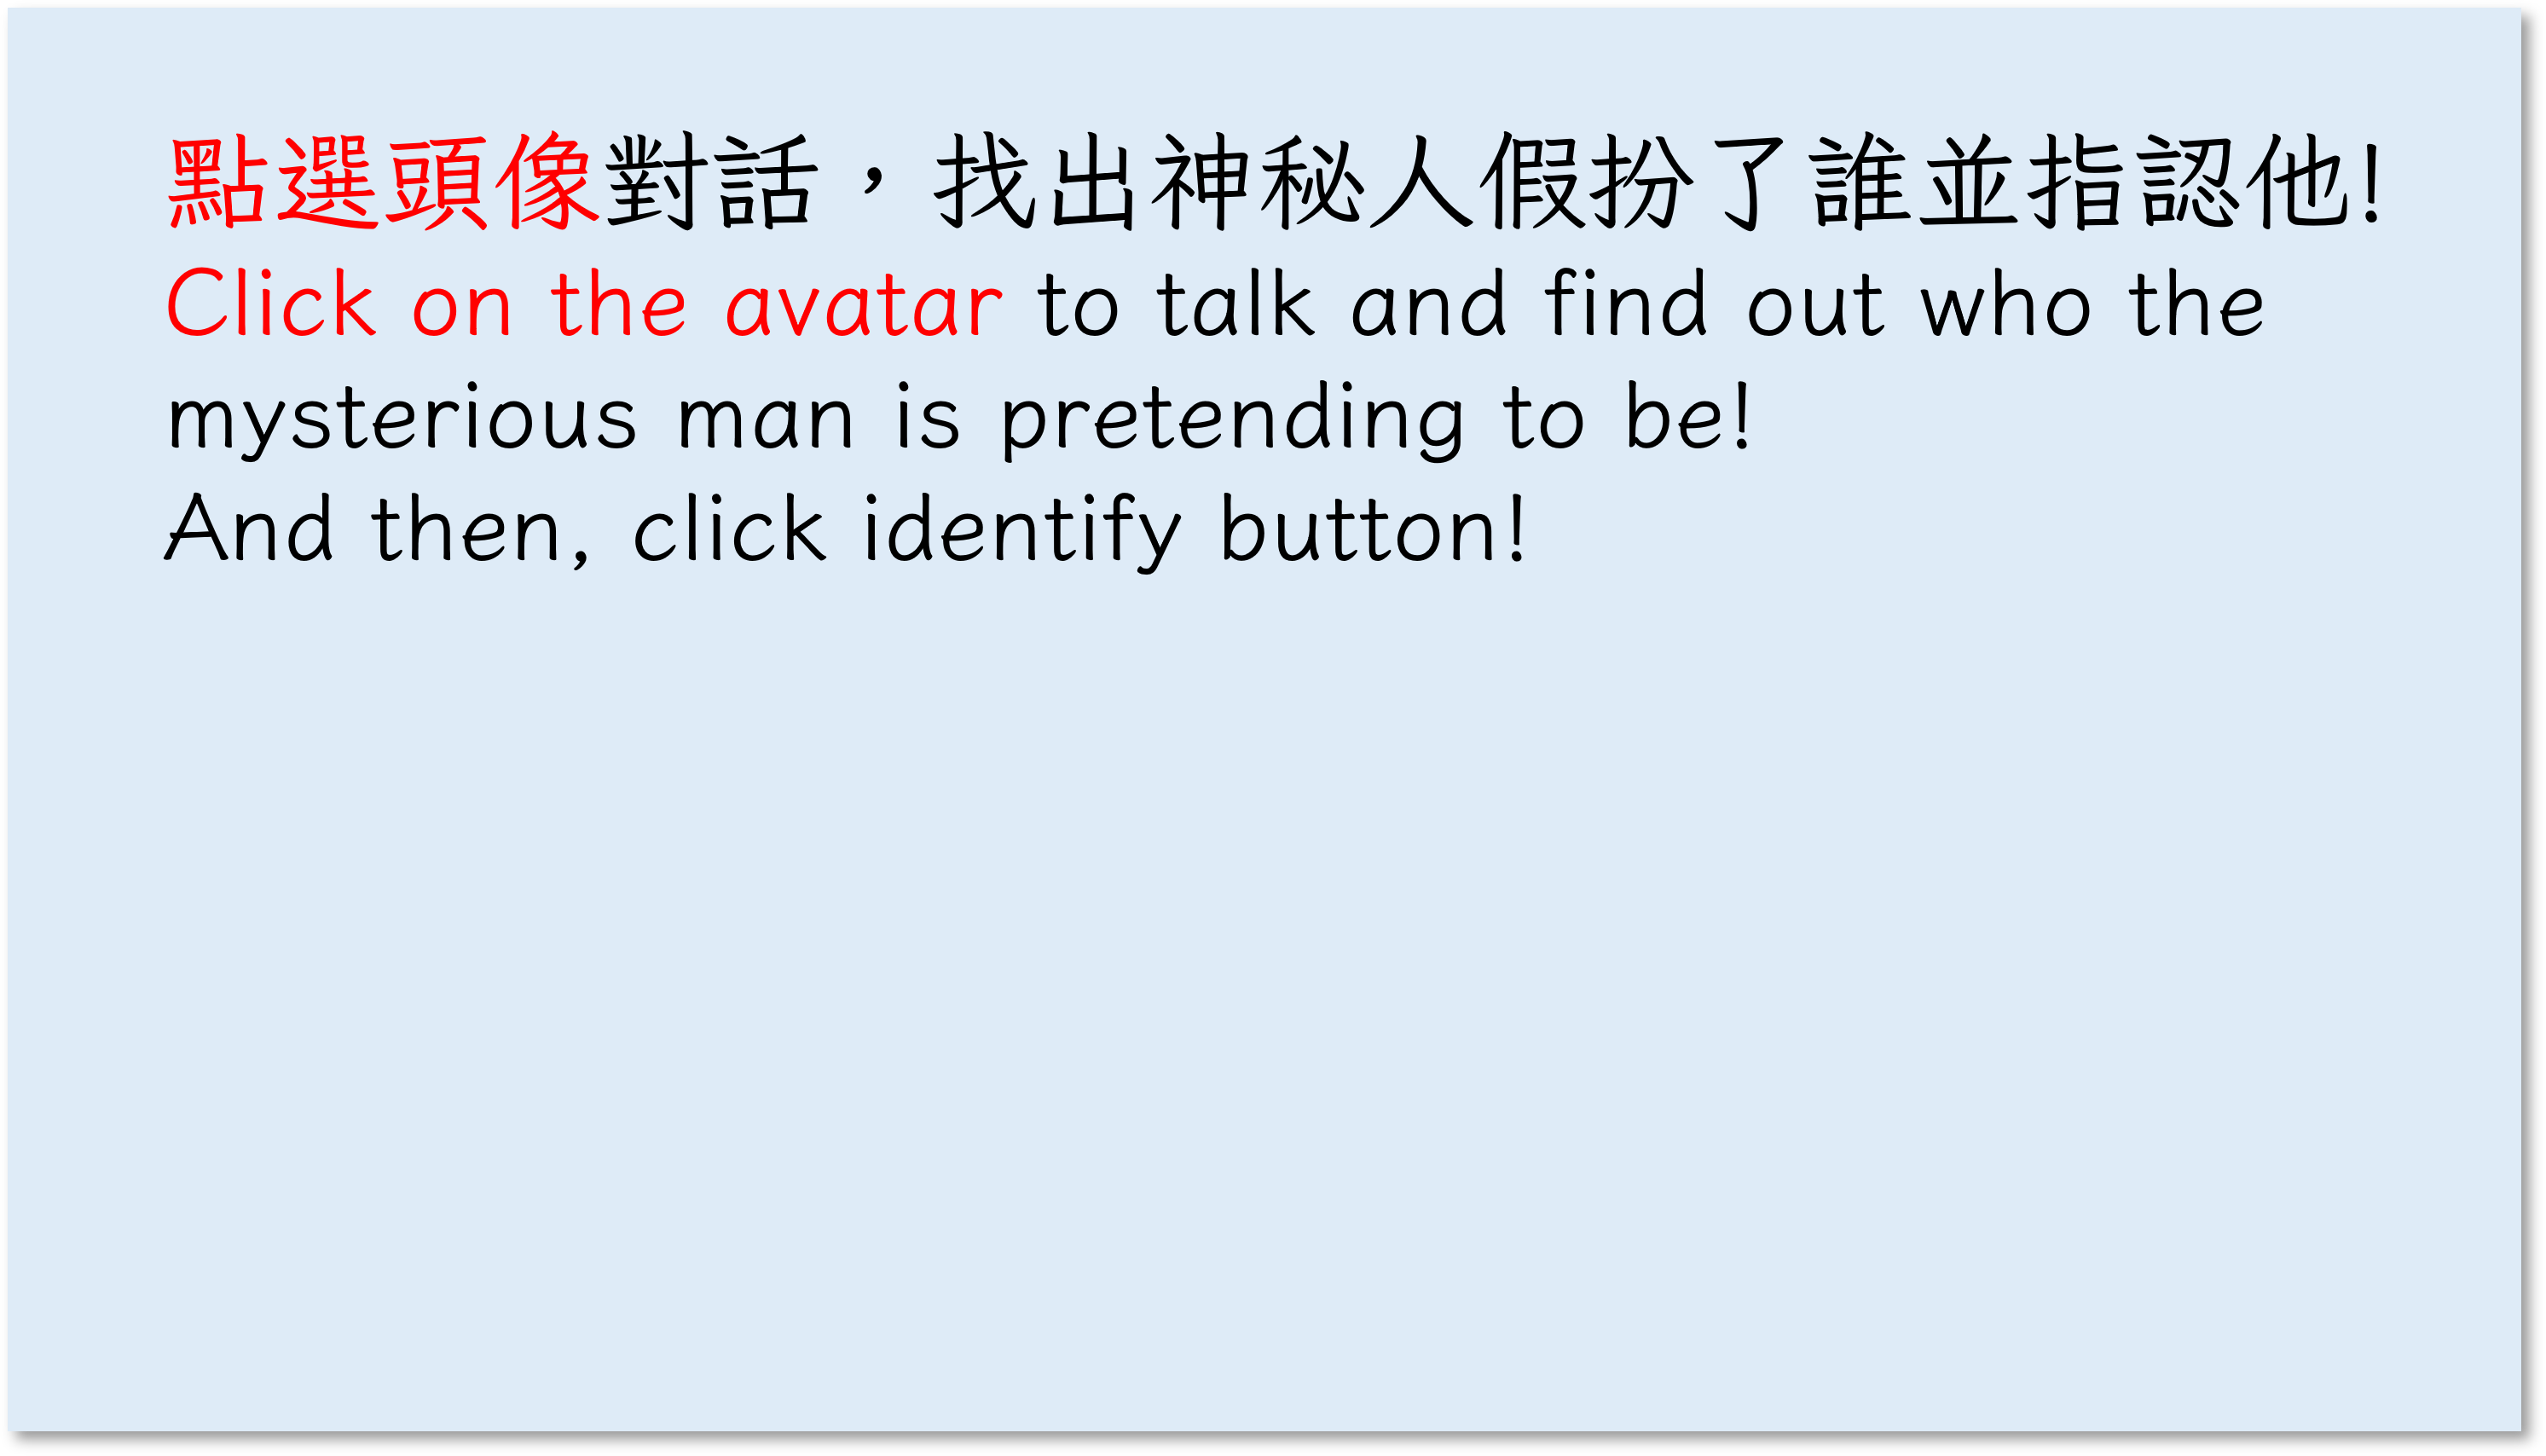 點選頭像對話，找出神秘人假扮了誰並指認他!
Click on the avatar to talk and find out who the
mysterious man is pretending to be!
And then, click identify button!